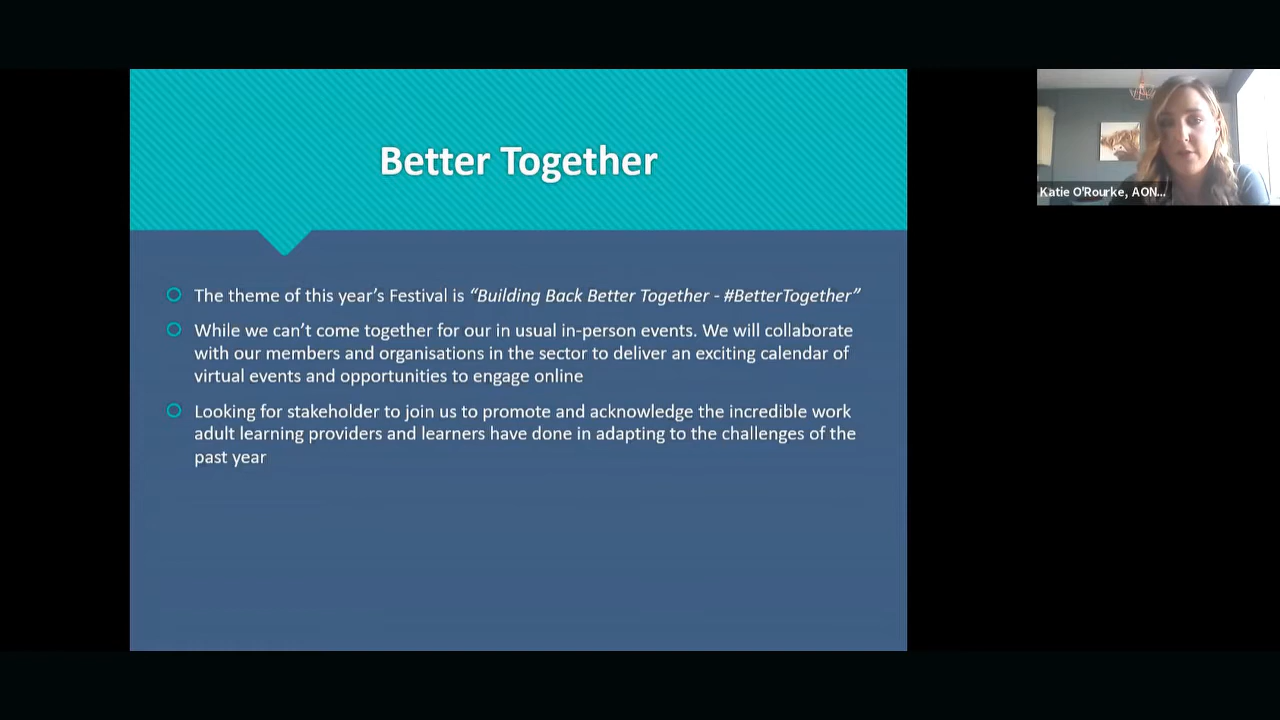 Better Together
The theme of this year’s Festival is “Building Back Better Together - #BetterTogether”
While we can’t come together for our in usual in-person events. We will collaborate
with our members and organisations in the sector to deliver an exciting calendar of
virtual events and opportunities to engage online
Looking for stakeholder to join us to promote and acknowledge the incredible work
adult learning providers and learners have done in adapting to the challenges of the
past year
Katie O'Rourke, AON...